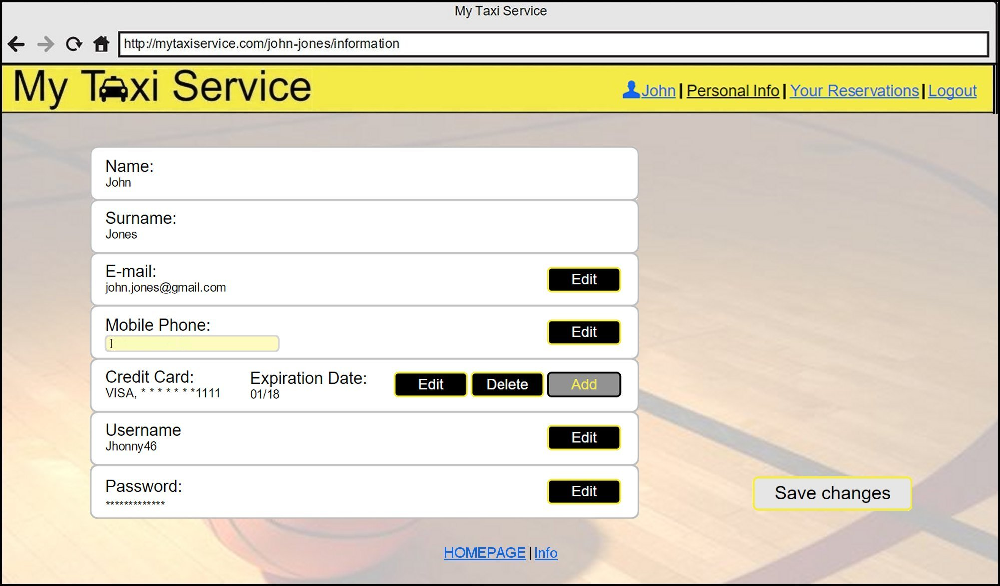 My Taxi Service
http://mytaxiservice.com/john-jones/information
My Taxi Service
John | Personal Info | Your Reservations | Logout
Name:
John
Surname:
Jones
E-mail:
john.jones@gmail.com
Edit
Mobile Phone:
Edit
Credit Card:
VISA, * * * * * * *1111
Expiration Date:
01/18
Edit
Delete
Add
Username
Jhonny46
Edit
Password:
*************
Edit
Save changes
HOMEPAGE | Info